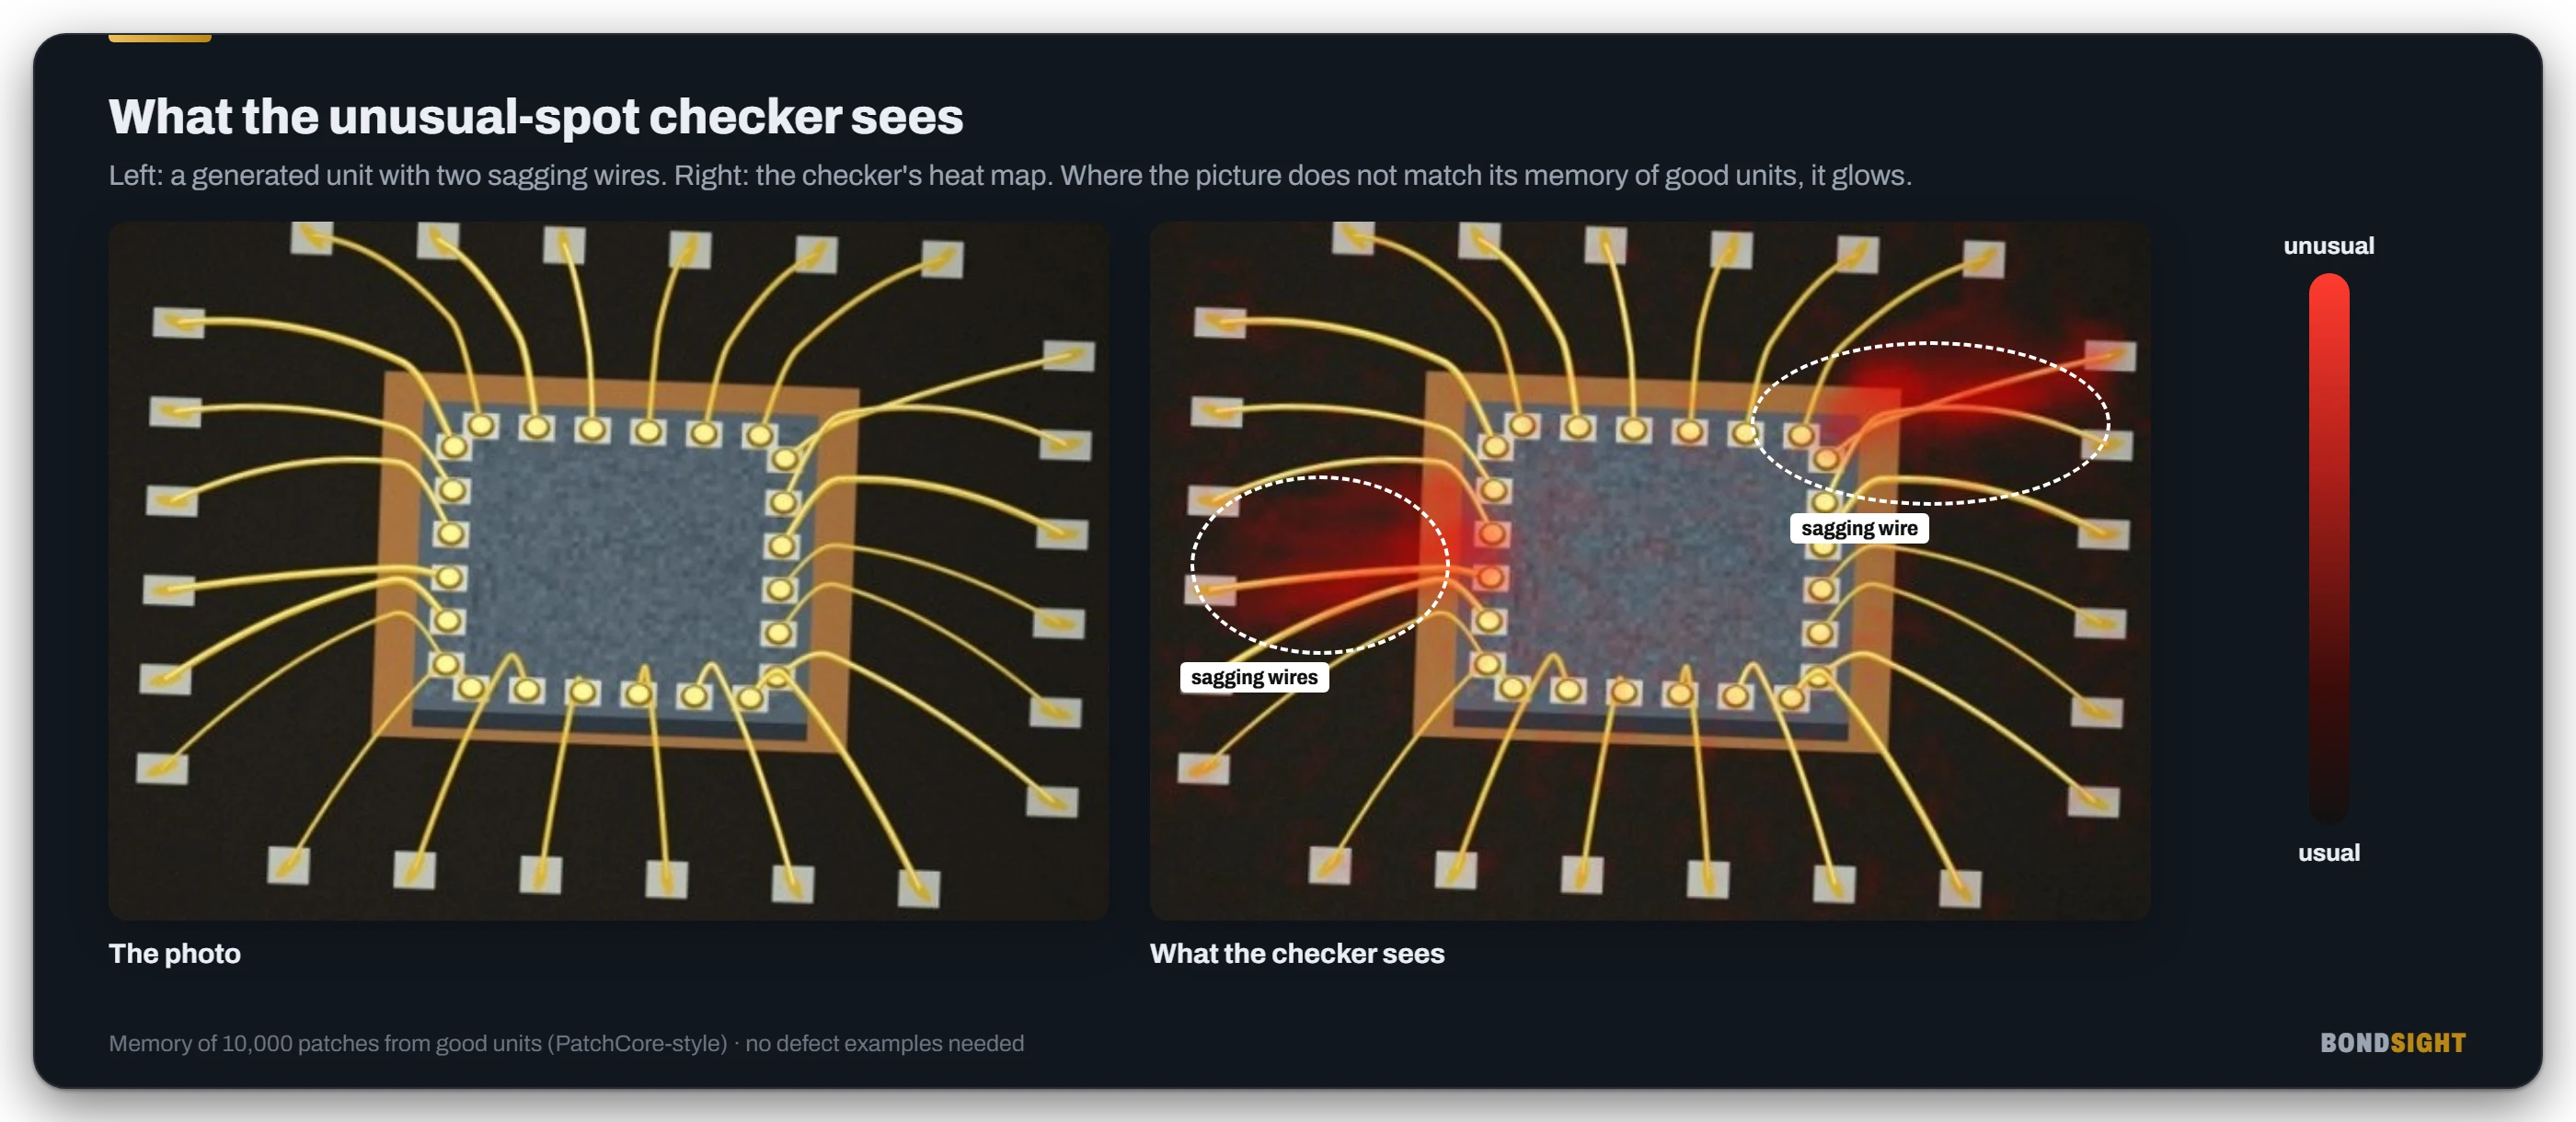 What the unusual-spot checker sees
Left: a generated unit with two sagging wires. Right: the checker's heat map. Where the picture does not match its memory of good units, it glows.
unusual
sagging wire
sagging wires
usual
The photo
What the checker sees
Memory of 10,000 patches from good units (PatchCore-style) · no defect examples needed
BONDSIGHT